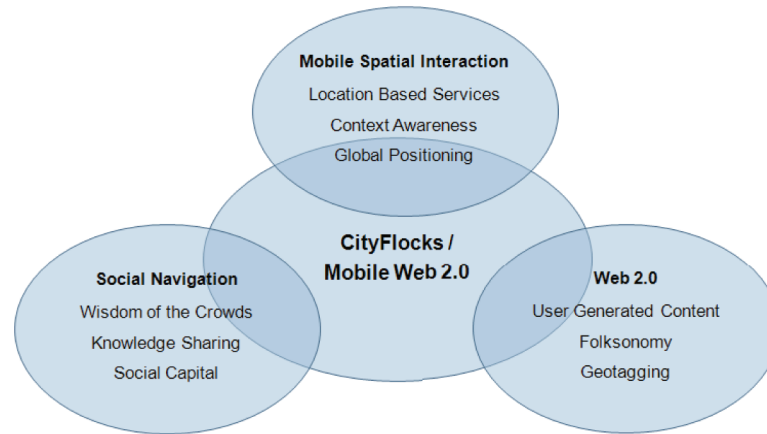 Mobile Spatial Interaction
Location Based Services
Context Awareness
Global Positioning
CityFlocks /
Mobile Web 2.0
Social Navigation
Wisdom of the Crowds
Knowledge Sharing
Social Capital
Web 2.0
User Generated Content
Folksonomy
Geotagging